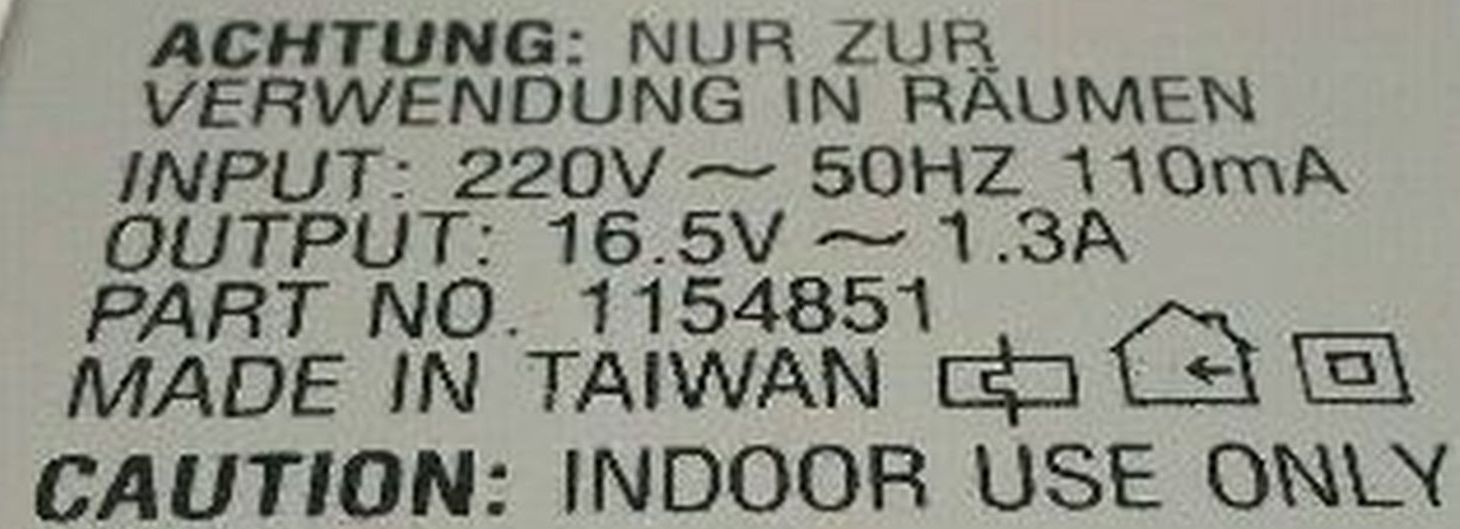 ACHTUNG: NUR ZUR
VERWENDUNG IN RÄUMEN
INPUT: 220V ~ 50HZ 110mA
OUTPUT: 16.5V ~ 1.3A
PART NO. 1154851
MADE IN TAIWAN
CAUTION: INDOOR USE ONLY